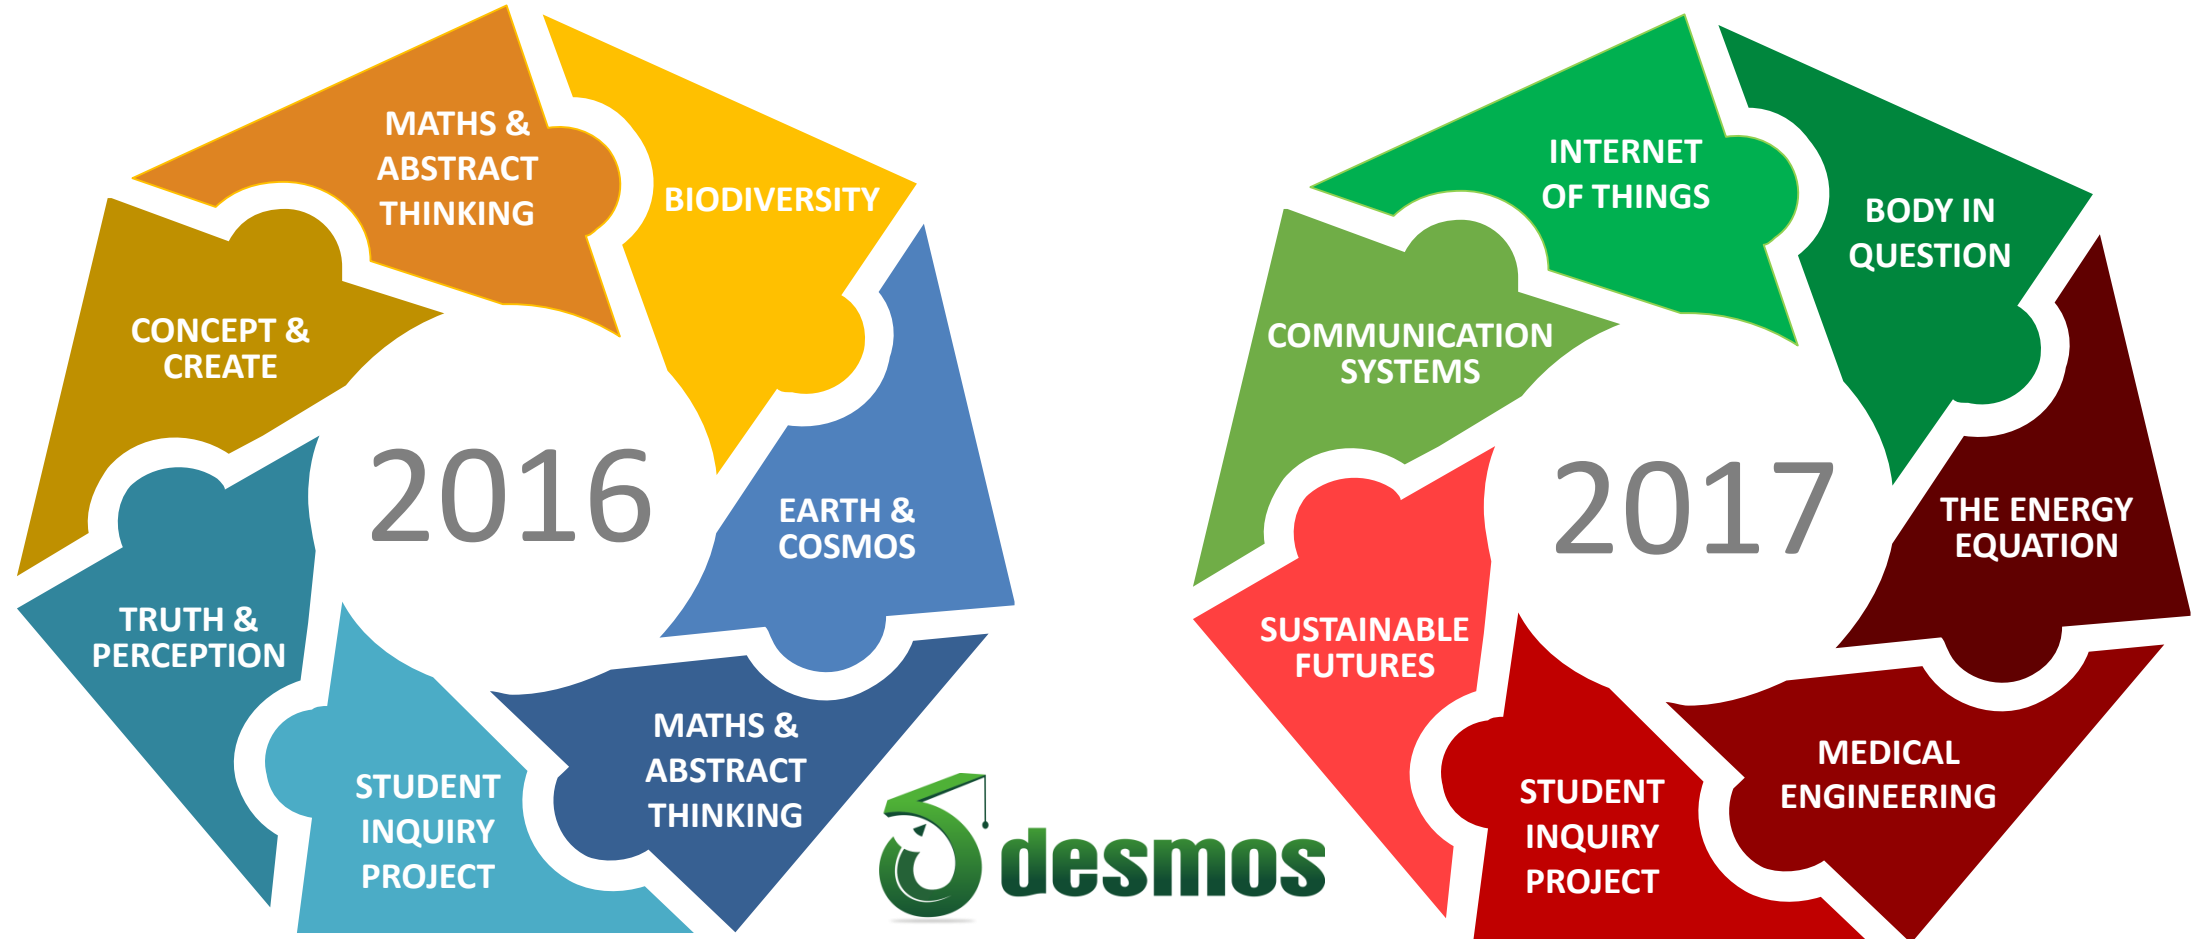 MATHS &
ABSTRACT
THINKING
BIODIVERSITY
EARTH &
COSMOS
MATHS &
ABSTRACT
THINKING
STUDENT
INQUIRY
PROJECT
TRUTH &
PERCEPTION
CONCEPT &
CREATE
2016
desmos
INTERNET
OF THINGS
BODY IN
QUESTION
THE ENERGY
EQUATION
MEDICAL
ENGINEERING
STUDENT
INQUIRY
PROJECT
SUSTAINABLE
FUTURES
COMMUNICATION
SYSTEMS
2017